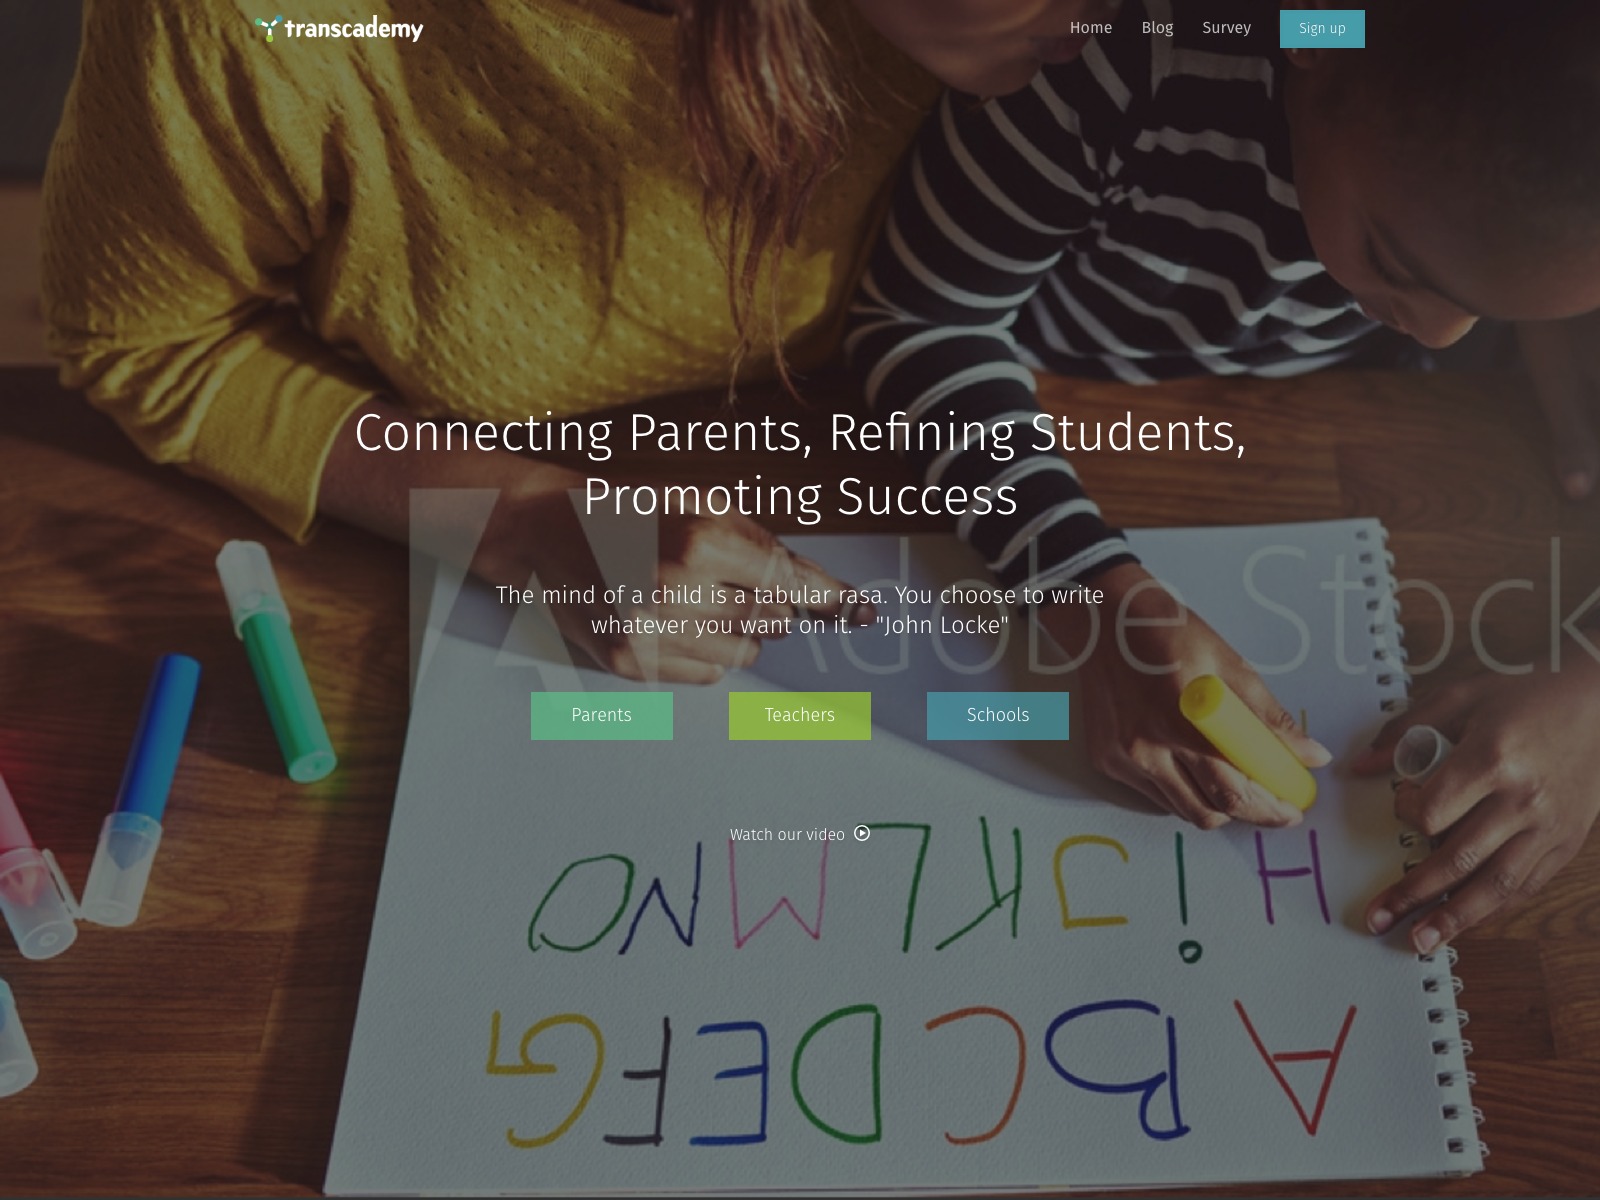 transcademy
Home Blog Survey Sign up
Connecting Parents, Refining Students,
Promoting Success
Adobe Stock
The mind of a child is a tabular rasa. You choose to write
whatever you want on it. - "John Locke"
Parents Teachers Schools
Watch our video
H i J K L M N O
A B C D E F G